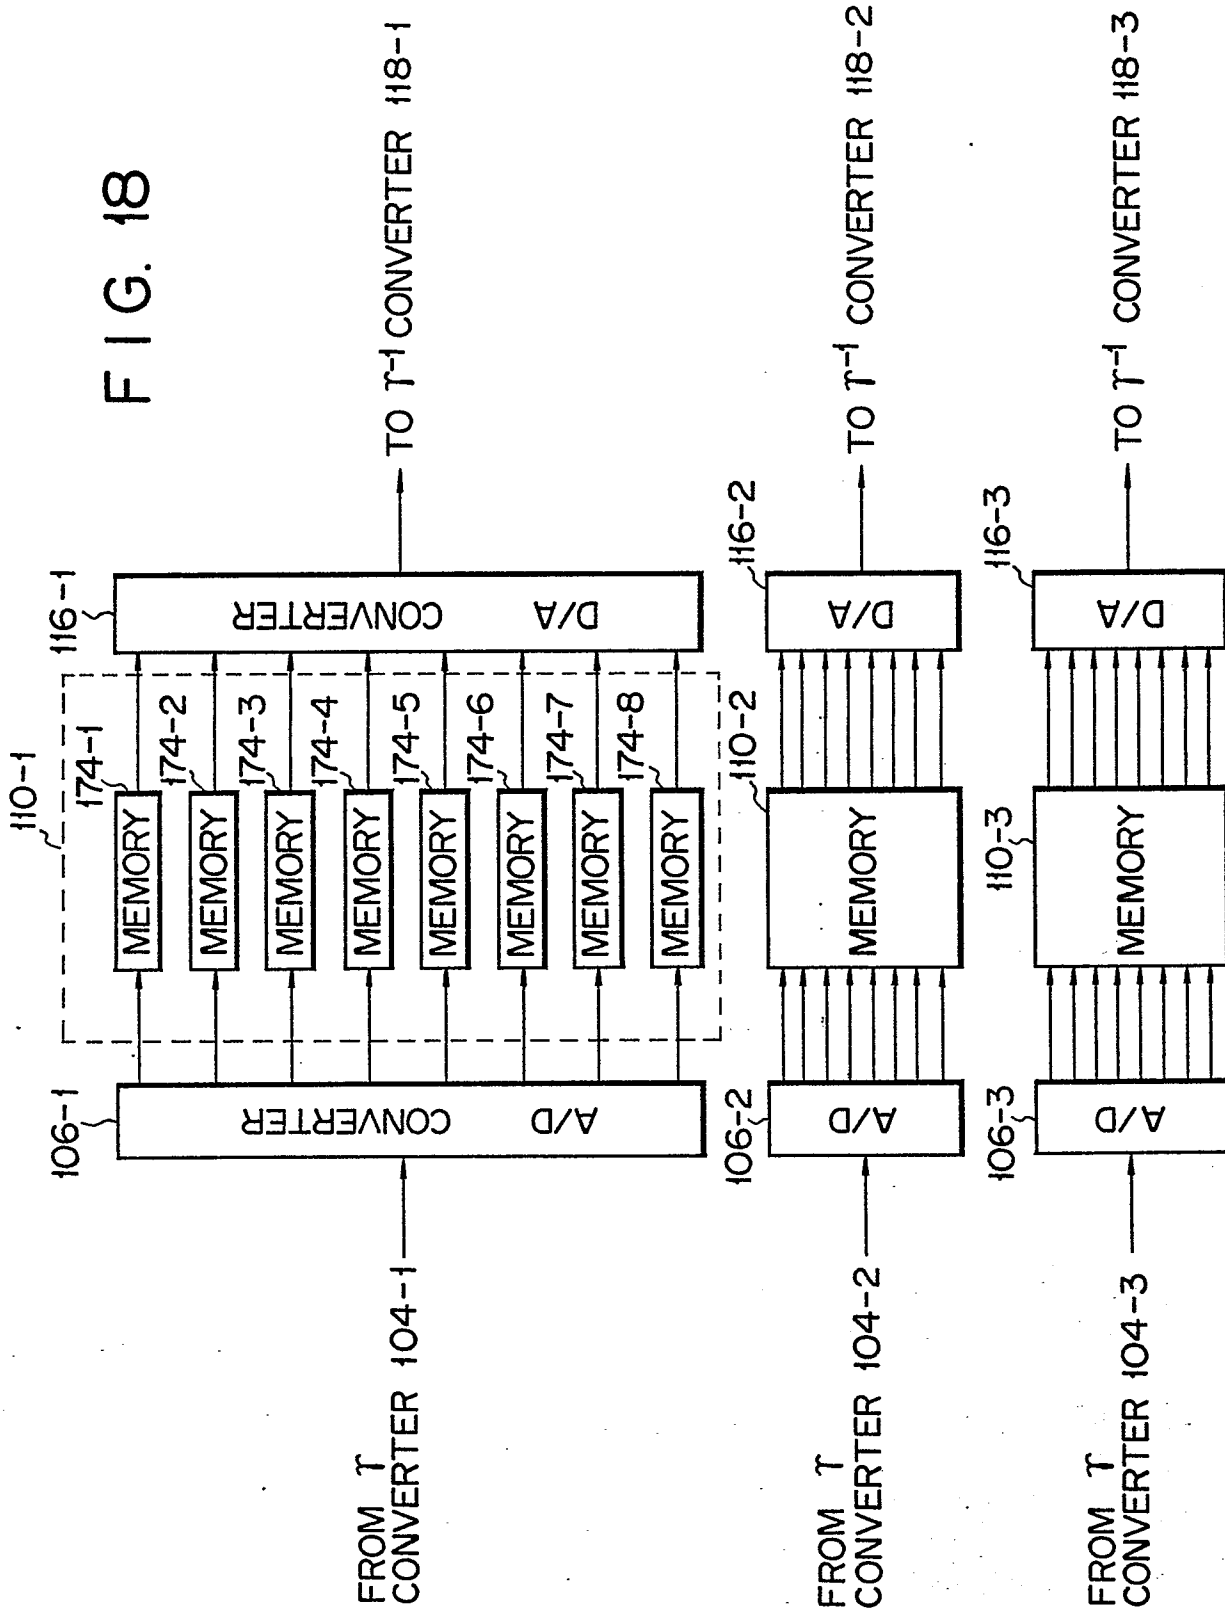 FIG. 18
110-1
106-1
116-1
174-1
174-2
174-3
174-4
174-5
174-6
174-7
174-8
FROM γ
CONVERTER 104-1
A/D CONVERTER
MEMORY
MEMORY
MEMORY
MEMORY
MEMORY
MEMORY
MEMORY
MEMORY
D/A CONVERTER
TO γ-1 CONVERTER 118-1
106-2
110-2
116-2
FROM γ
CONVERTER 104-2
A/D
MEMORY
D/A
TO γ-1 CONVERTER 118-2
106-3
110-3
116-3
FROM γ
CONVERTER 104-3
A/D
MEMORY
D/A
TO γ-1 CONVERTER 118-3